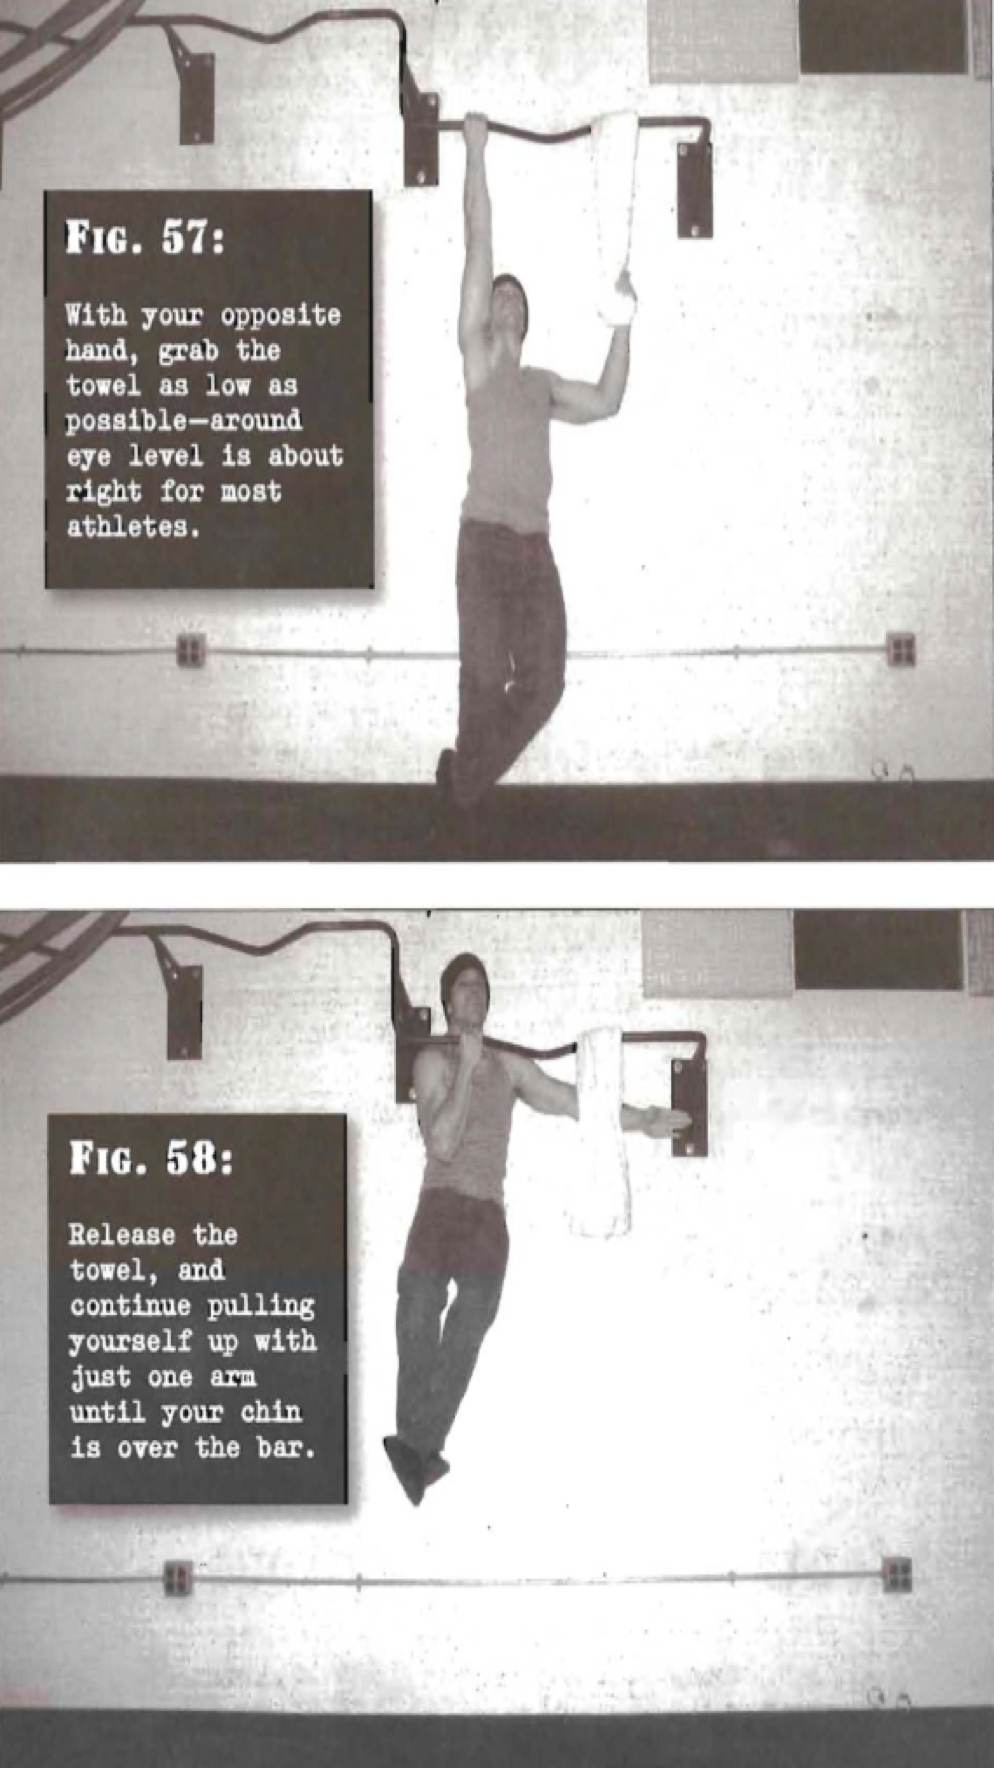 FIG. 57:
With your opposite
hand, grab the
towel as low as
possible—around
eye level is about
right for most
athletes.
FIG. 58:
Release the
towel, and
continue pulling
yourself up with
just one arm
until your chin
is over the bar.